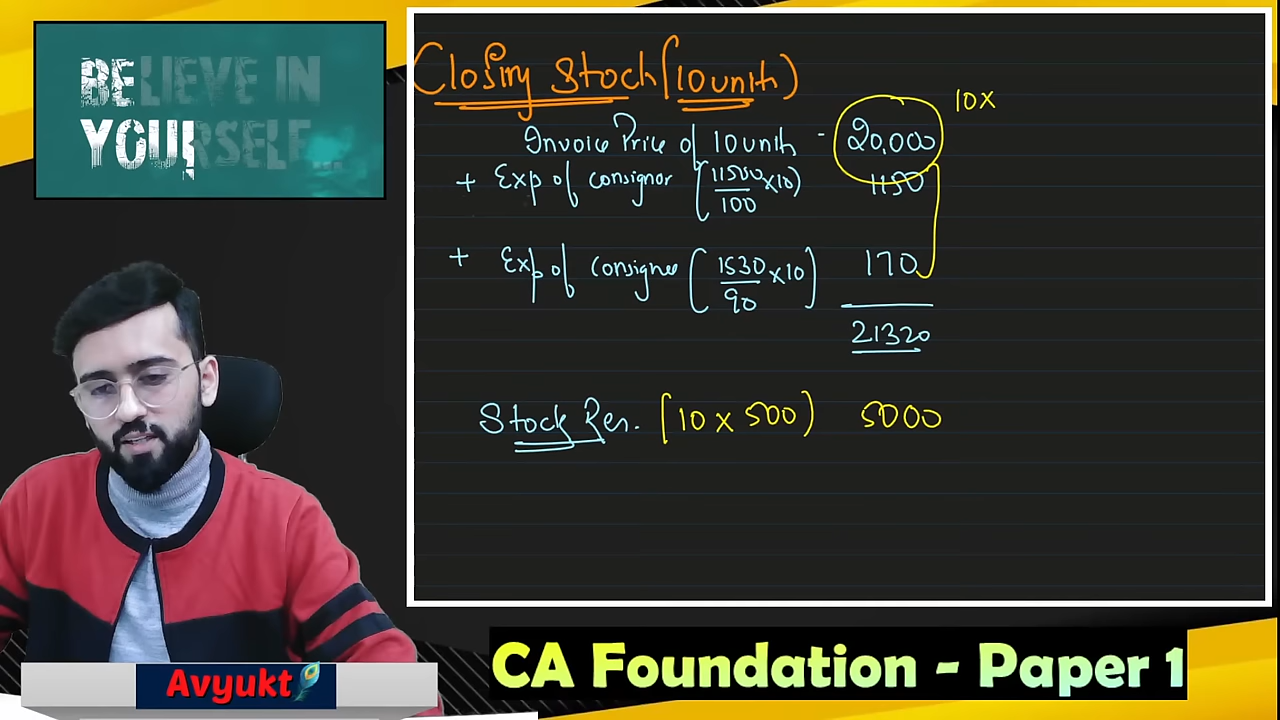 BELIEVE IN
YOURSELF...
Closing Stock (10 units)
10x
Invoice Price of 10 units - 20,000
+ Exp of consignor (11500/100 x 10) 1150
+ Exp of consignee (1530/90 x 10) 170
21320
Stock Res. (10 x 500) 5000
Avyukt
CA Foundation - Paper 1